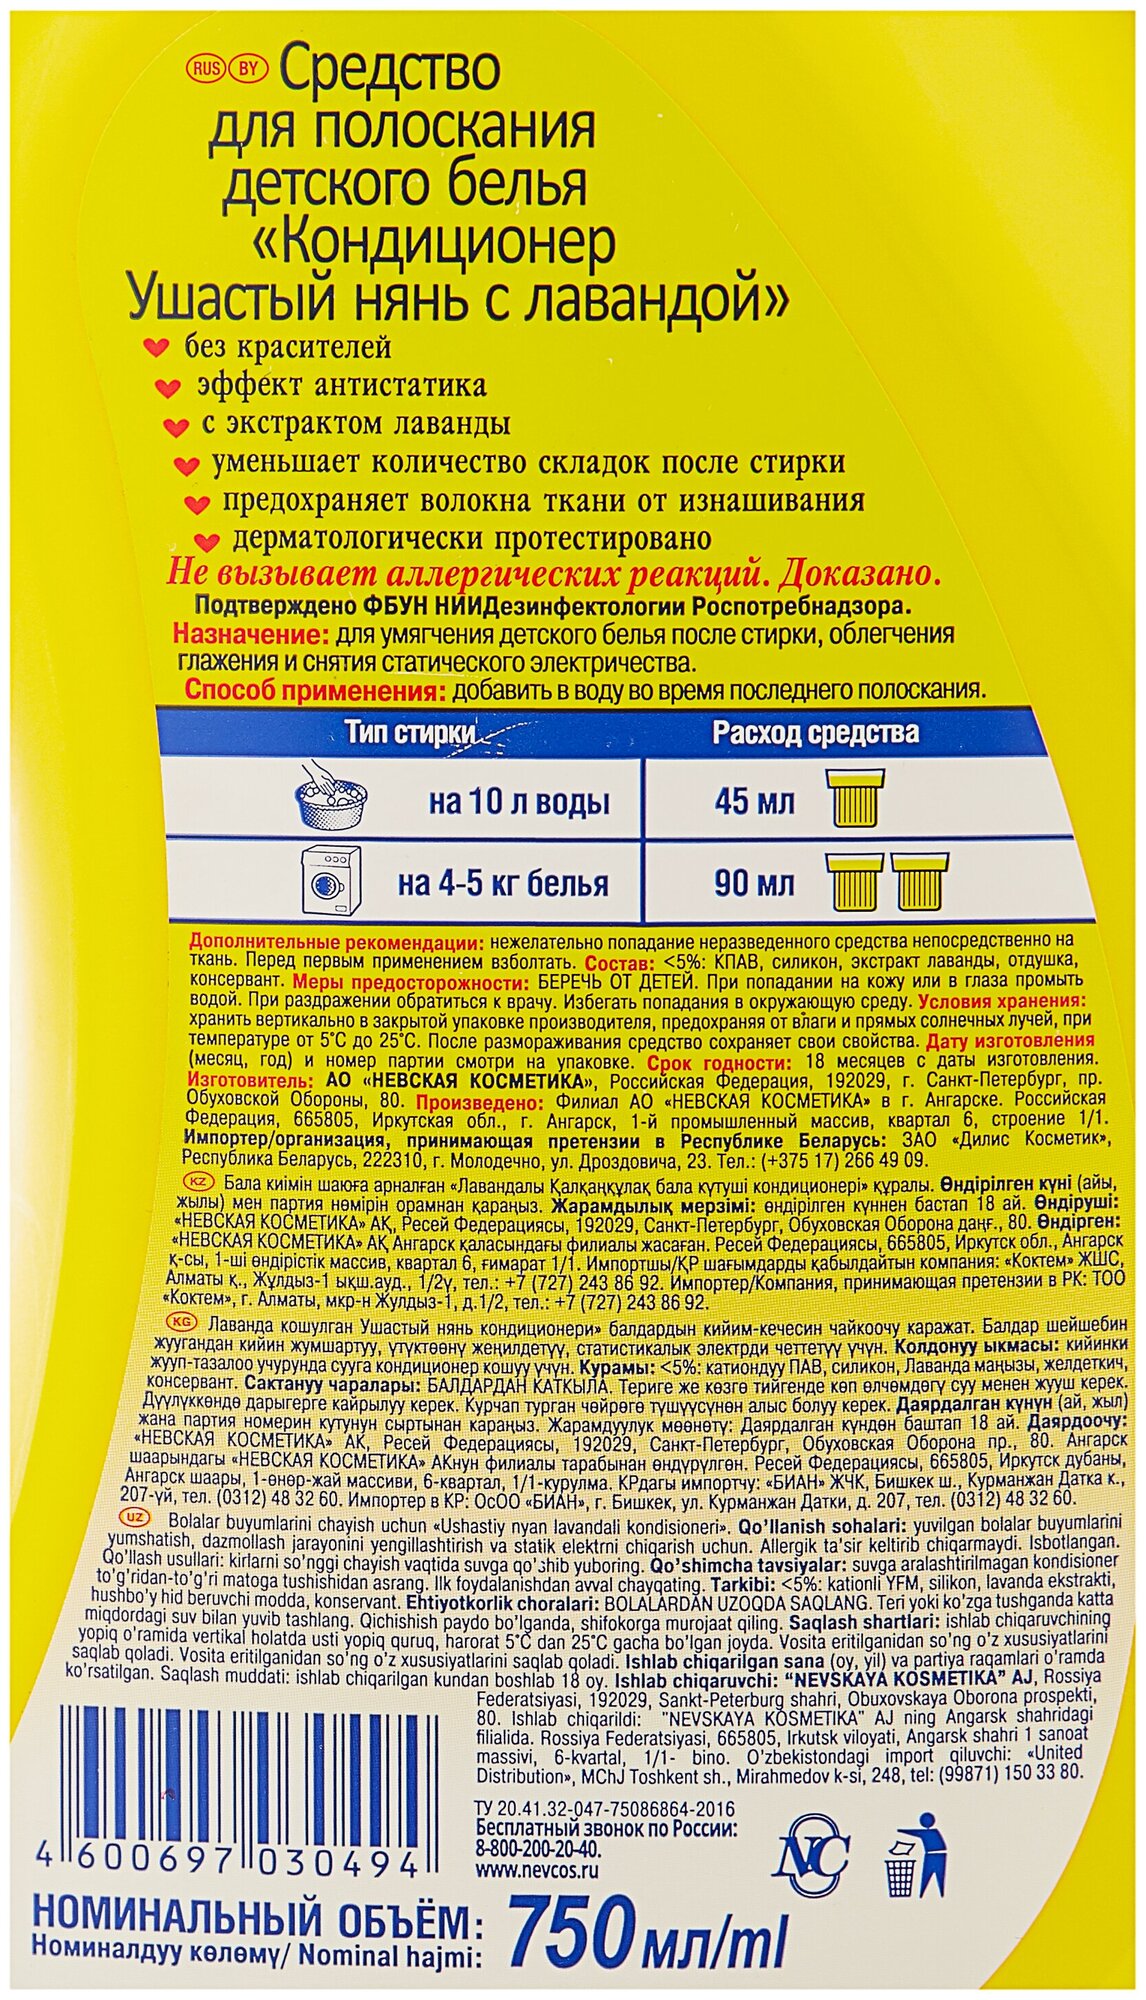 RUS BY Средство
для полоскания
детского белья
«Кондиционер
Ушастый нянь с лавандой»
без красителей
эффект антистатика
с экстрактом лаванды
уменьшает количество складок после стирки
предохраняет волокна ткани от изнашивания
дерматологически протестировано
Не вызывает аллергических реакций. Доказано.
Подтверждено ФБУН НИИДезинфектологии Роспотребнадзора.
Назначение: для умягчения детского белья после стирки, облегчения
глажения и снятия статического электричества.
Способ применения: добавить в воду во время последнего полоскания.
Тип стирки Расход средства
на 10 л воды 45 мл
на 4-5 кг белья 90 мл
Дополнительные рекомендации: нежелательно попадание неразведенного средства непосредственно на
ткань. Перед первым применением взболтать. Состав: <5%: КПАВ, силикон, экстракт лаванды, отдушка,
консервант. Меры предосторожности: БЕРЕЧЬ ОТ ДЕТЕЙ. При попадании на кожу или в глаза промыть
водой. При раздражении обратиться к врачу. Избегать попадания в окружающую среду. Условия хранения:
хранить вертикально в закрытой упаковке производителя, предохраняя от влаги и прямых солнечных лучей, при
температуре от 5°С до 25°С. После размораживания средство сохраняет свои свойства. Дату изготовления
(месяц, год) и номер партии смотри на упаковке. Срок годности: 18 месяцев с даты изготовления.
Изготовитель: АО «НЕВСКАЯ КОСМЕТИКА», Российская Федерация, 192029, г. Санкт-Петербург, пр.
Обуховской Обороны, 80. Произведено: Филиал АО «НЕВСКАЯ КОСМЕТИКА» в г. Ангарске. Российская
Федерация, 665805, Иркутская обл., г. Ангарск, 1-й промышленный массив, квартал 6, строение 1/1.
Импортер/организация, принимающая претензии в Республике Беларусь: ЗАО «Дилис Косметик»,
Республика Беларусь, 222310, г. Молодечно, ул. Дроздовича, 23. Тел.: (+375 17) 266 49 09.
KZ Бала киімін шаюға арналған «Лавандалы Қалқанқұлақ бала күтуші кондиционері» құралы. Өндірілген күні (айы,
жылы) мен партия нөмірін орамнан қараңыз. Жарамдылық мерзімі: өндірілген күннен бастап 18 ай. Өндіруші:
«НЕВСКАЯ КОСМЕТИКА» АҚ, Ресей Федерациясы, 192029, Санкт-Петербург, Обуховская Оборона даңғ., 80. Өндірген:
«НЕВСКАЯ КОСМЕТИКА» АҚ Ангарск қаласындағы филиалы жасаған. Ресей Федерациясы, 665805, Иркутск обл., Ангарск
қ-сы, 1-ші өндірістік массив, квартал 6, ғимарат 1/1. Импортшы/ҚР шағымдарды қабылдайтын компания: «Коктем» ЖШС,
Алматы қ., Жұлдыз-1 ықш.ауд., 1/2ү, тел.: +7 (727) 243 86 92. Импортер/Компания, принимающая претензии в РК: ТОО
«Коктем», г. Алматы, мкр-н Жулдыз-1, д.1/2, тел.: +7 (727) 243 86 92.
KG Лаванда кошулган Ушастый нянь кондиционери» балдардын кийим-кечесин чайкоочу каражат. Балдар шейшебин
жуугандан кийин жумшартуу, үтүктөөнү жеңилдетүү, статистикалык электрди четтетүү үчүн. Колдонуу ыкмасы: кийинки
жууп-тазалоо учурунда сууга кондиционер кошуу үчүн. Курамы: <5%: катиондуу ПАВ, силикон, Лаванда маңызы, желдеткич,
консервант. Сактануу чаралары: БАЛДАРДАН КАТКЫЛА. Териге же көзгө тийгенде көп өлчөмдөгү суу менен жууш керек.
Дүүлүккөндө дарыгерге кайрылуу керек. Курчап турган чөйрөгө түшүүсүнөн алыс болуу керек. Даярдалган күнүн (ай, жыл)
жана партия номерин кутунун сыртынан караңыз. Жарамдуулук мөөнөтү: Даярдалган күндөн баштап 18 ай. Даярдоочу:
«НЕВСКАЯ КОСМЕТИКА» АК, Ресей Федерациясы, 192029, Санкт-Петербург, Обуховская Оборона пр., 80. Ангарск
шаарындагы «НЕВСКАЯ КОСМЕТИКА» АКнун филиалы тарабынан өндүрүлгөн. Ресей Федерациясы, 665805, Иркутск дубаны,
Ангарск шаары, 1-өнөр-жай массиви, 6-квартал, 1/1-курулма. КРдагы импортчу: «БИАН» ЖЧК, Бишкек ш., Курманжан Датка к.,
207-үй, тел. (0312) 48 32 60. Импортер в КР: ОсОО «БИАН», г. Бишкек, ул. Курманжан Датки, д. 207, тел. (0312) 48 32 60.
UZ Bolalar buyumlarini chayish uchun «Ushastiy nyan lavandali kondisioneri». Qo'llanish sohalari: yuvilgan bolalar buyumlarini
yumshatish, dazmollash jarayonini yengillashtirish va statik elektrni chiqarish uchun. Allergik ta'sir keltirib chiqarmaydi. Isbotlangan.
Qo'llash usullari: kirlarni so'nggi chayish vaqtida suvga qo'shib yuboring. Qo'shimcha tavsiyalar: suvga aralashtirilmagan kondisioner
to'g'ridan-to'g'ri matoga tushishidan asrang. Ilk foydalanishdan avval chayqating. Tarkibi: <5%: kationli YFM, silikon, lavanda ekstrakti,
hushbo'y hid beruvchi modda, konservant. Ehtiyotkorlik choralari: BOLALARDAN UZOQDA SAQLANG. Teri yoki ko'zga tushganda katta
miqdordagi suv bilan yuvib tashlang. Qichishish paydo bo'lganda, shifokorga murojaat qiling. Saqlash shartlari: ishlab chiqaruvchining
yopiq o'ramida vertikal holatda usti yopiq quruq, harorat 5°C dan 25°C gacha bo'lgan joyda. Vosita eritilganidan so'ng o'z xususiyatlarini
saqlab qoladi. Vosita eritilganidan so'ng o'z xususiyatlarini saqlab qoladi. Ishlab chiqarilgan sana (oy, yil) va partiya raqamlari o'ramda
ko'rsatilgan. Saqlash muddati: ishlab chiqarilgan kundan boshlab 18 oy. Ishlab chiqaruvchi: "NEVSKAYA KOSMETIKA" AJ, Rossiya
Federatsiyasi, 192029, Sankt-Peterburg shahri, Obuxovskaya Oborona prospekti,
80. Ishlab chiqarildi: "NEVSKAYA KOSMETIKA" AJ ning Angarsk shahridagi
filialida. Rossiya Federatsiyasi, 665805, Irkutsk viloyati, Angarsk shahri 1 sanoat
massivi, 6-kvartal, 1/1- bino. O'zbekistondagi import qiluvchi: «United
Distribution», MChJ Toshkent sh., Mirahmedov k-si, 248, tel: (99871) 150 33 80.
ТУ 20.41.32-047-75086864-2016
Бесплатный звонок по России:
8-800-200-20-40.
www.nevcos.ru
4 600697 030494
НС
НОМИНАЛЬНЫЙ ОБЪЁМ: 750 мл/ml
Номиналдуу көлөмү/ Nominal hajmi: